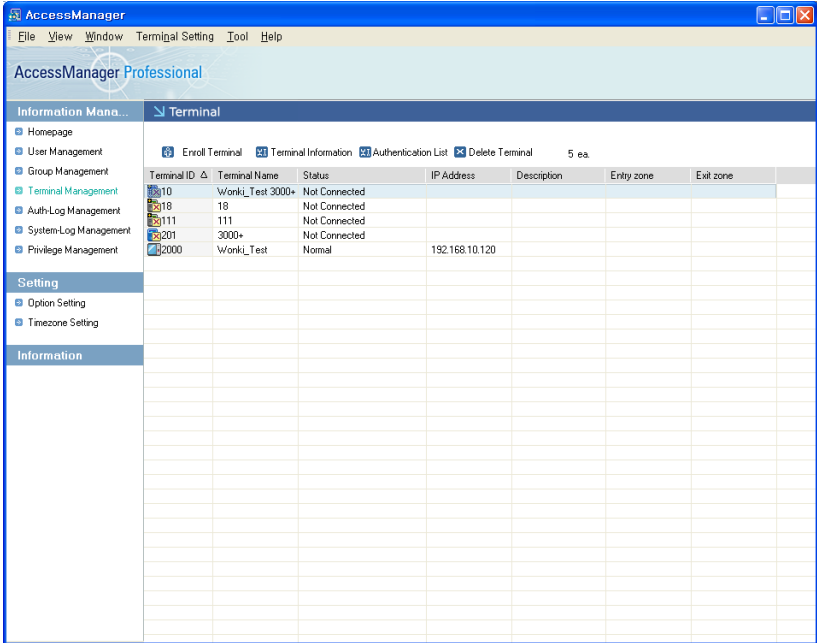 AccessManager
File View Window Terminal Setting Tool Help
AccessManager Professional
Information Mana...
Homepage
User Management
Group Management
Terminal Management
Auth-Log Management
System-Log Management
Privilege Management
Setting
Option Setting
Timezone Setting
Information
Terminal
Enroll Terminal Terminal Information Authentication List Delete Terminal 5 ea.
Terminal ID Terminal Name Status IP Address Description Entry zone Exit zone
10 Wonki_Test 3000+ Not Connected
18 18 Not Connected
111 111 Not Connected
201 3000+ Not Connected
2000 Wonki_Test Normal 192.168.10.120